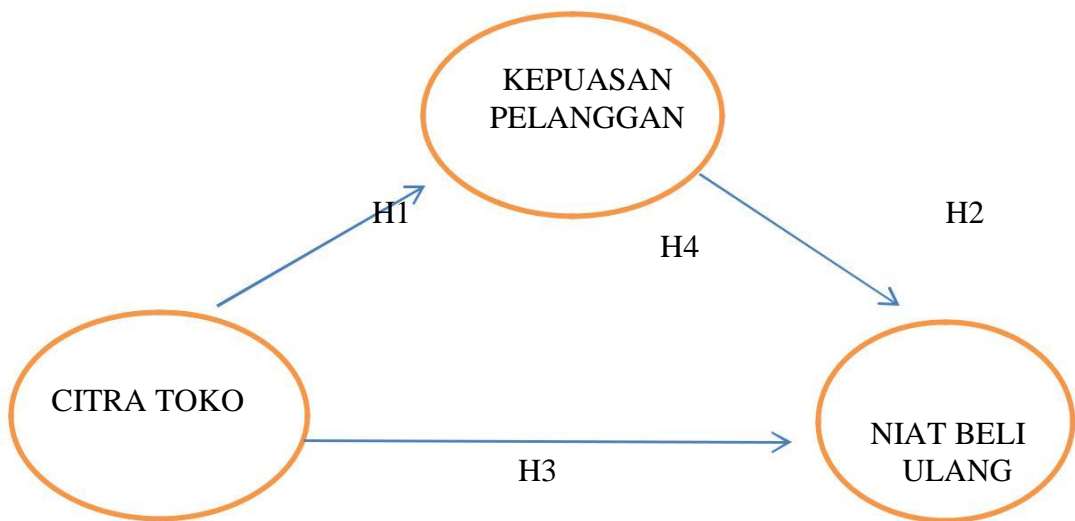 KEPUASAN
PELANGGAN
H1
H2
H4
CITRA TOKO
NIAT BELI
ULANG
H3